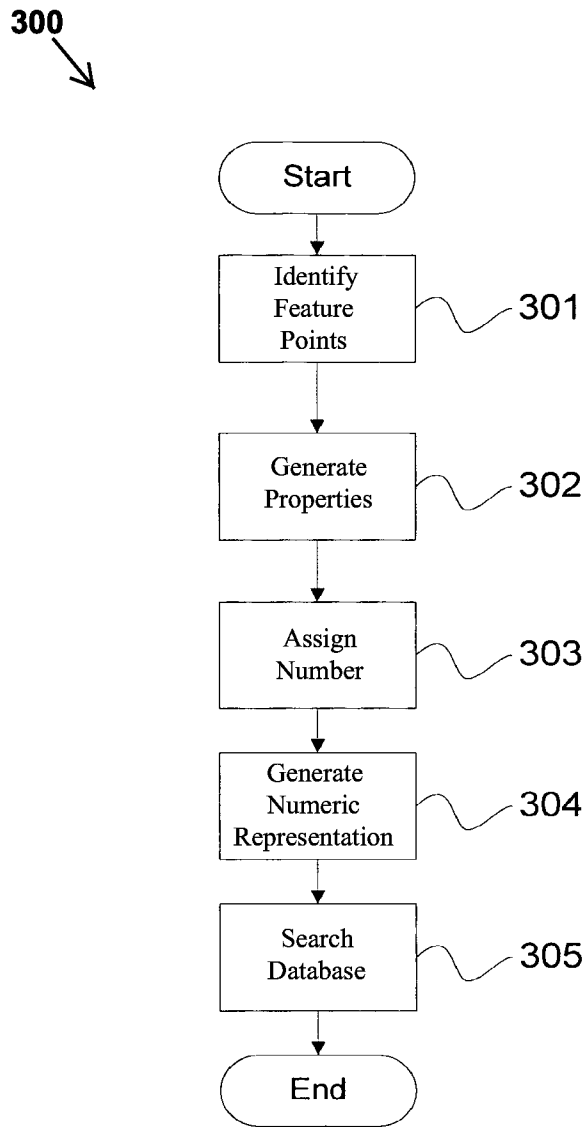 300
Start
Identify
Feature
Points
301
Generate
Properties
302
Assign
Number
303
Generate
Numeric
Representation
304
Search
Database
305
End